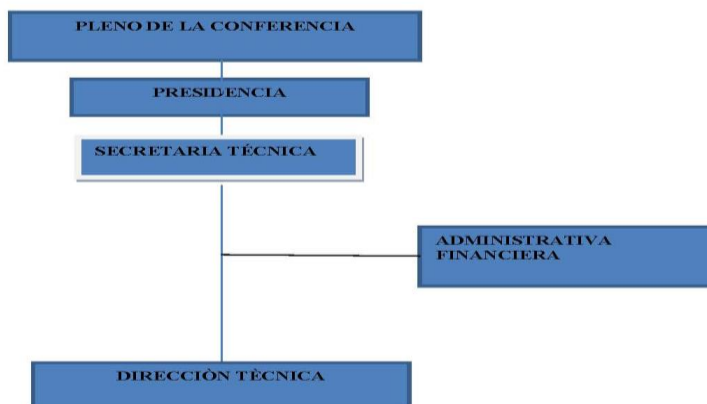 PLENO DE LA CONFERENCIA
PRESIDENCIA
SECRETARIA TÉCNICA
ADMINISTRATIVA
FINANCIERA
DIRECCIÒN TÈCNICA